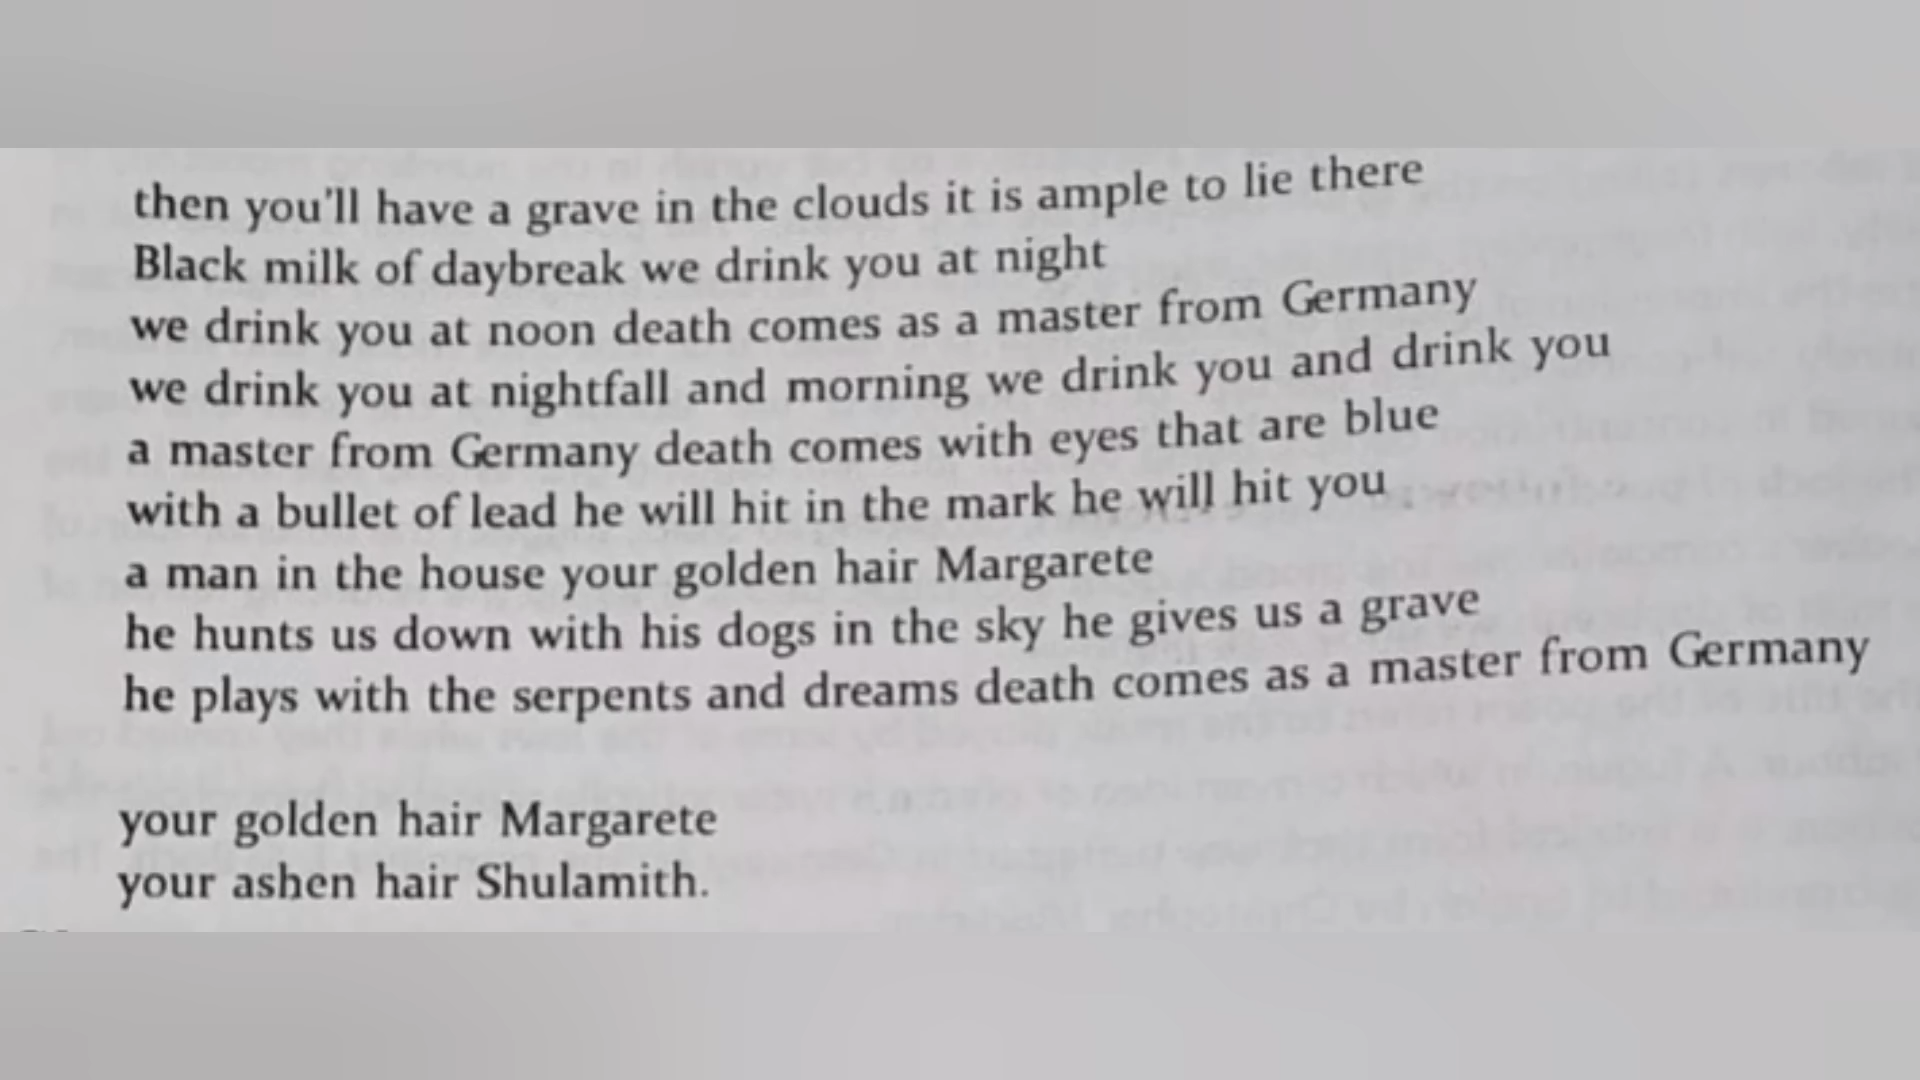 then you'll have a grave in the clouds it is ample to lie there
Black milk of daybreak we drink you at night
we drink you at noon death comes as a master from Germany
we drink you at nightfall and morning we drink you and drink you
a master from Germany death comes with eyes that are blue
with a bullet of lead he will hit in the mark he will hit you
a man in the house your golden hair Margarete
he hunts us down with his dogs in the sky he gives us a grave
he plays with the serpents and dreams death comes as a master from Germany
your golden hair Margarete
your ashen hair Shulamith.